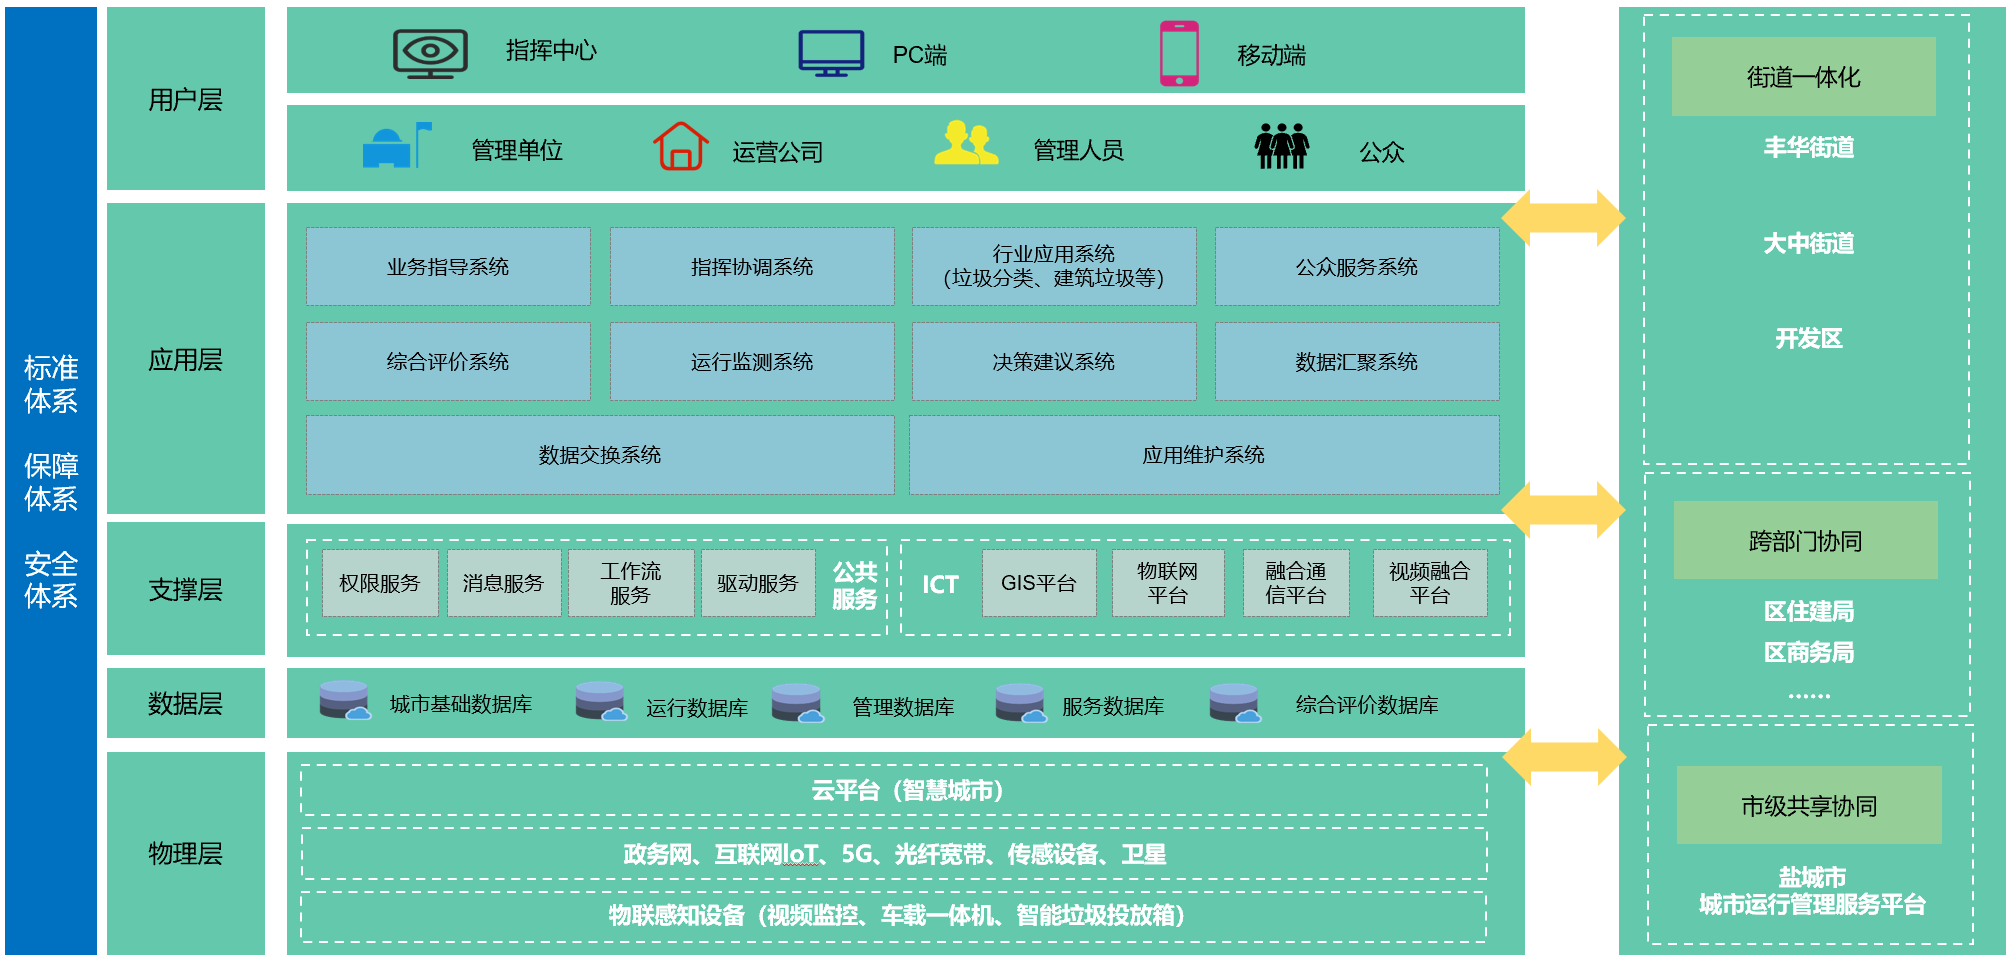 标准
体系
保障
体系
安全
体系
用户层
指挥中心
PC端
移动端
管理单位
运营公司
管理人员
公众
应用层
业务指导系统
指挥协调系统
行业应用系统
（垃圾分类、建筑垃圾等）
公众服务系统
综合评价系统
运行监测系统
决策建议系统
数据汇聚系统
数据交换系统
应用维护系统
支撑层
权限服务
消息服务
工作流
服务
驱动服务
公共
服务
ICT
GIS平台
物联网
平台
融合通
信平台
视频融合
平台
数据层
城市基础数据库
运行数据库
管理数据库
服务数据库
综合评价数据库
物理层
云平台（智慧城市）
政务网、互联网IoT、5G、光纤宽带、传感设备、卫星
物联感知设备（视频监控、车载一体机、智能垃圾投放箱）
街道一体化
丰华街道
大中街道
开发区
跨部门协同
区住建局
区商务局
……
市级共享协同
盐城市
城市运行管理服务平台